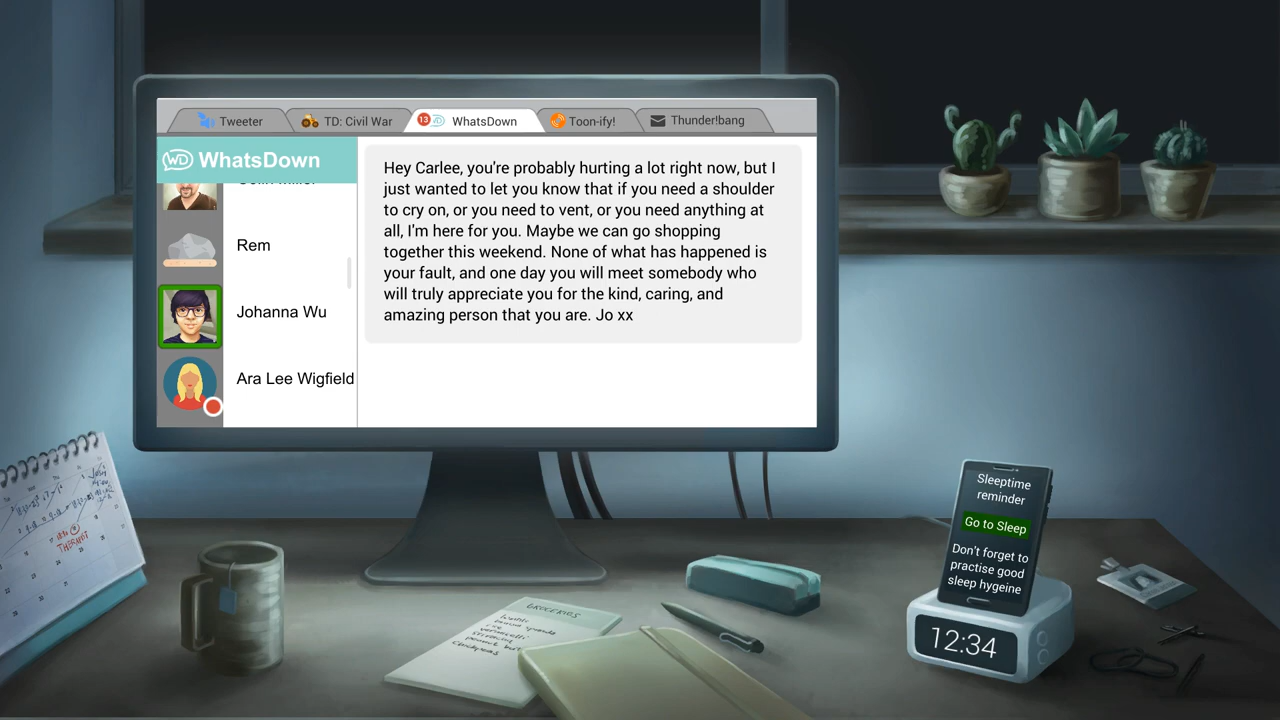 Tweeter
TD: Civil War
13
WhatsDown
Toon-ify!
Thunder!bang
WD WhatsDown
Rem
Johanna Wu
Ara Lee Wigfield
Hey Carlee, you're probably hurting a lot right now, but I
just wanted to let you know that if you need a shoulder
to cry on, or you need to vent, or you need anything at
all, I'm here for you. Maybe we can go shopping
together this weekend. None of what has happened is
your fault, and one day you will meet somebody who
will truly appreciate you for the kind, caring, and
amazing person that you are. Jo xx
THERAPIST
GROCERIES
Sleeptime
reminder
Go to Sleep
Don't forget to
practise good
sleep hygeine
12:34